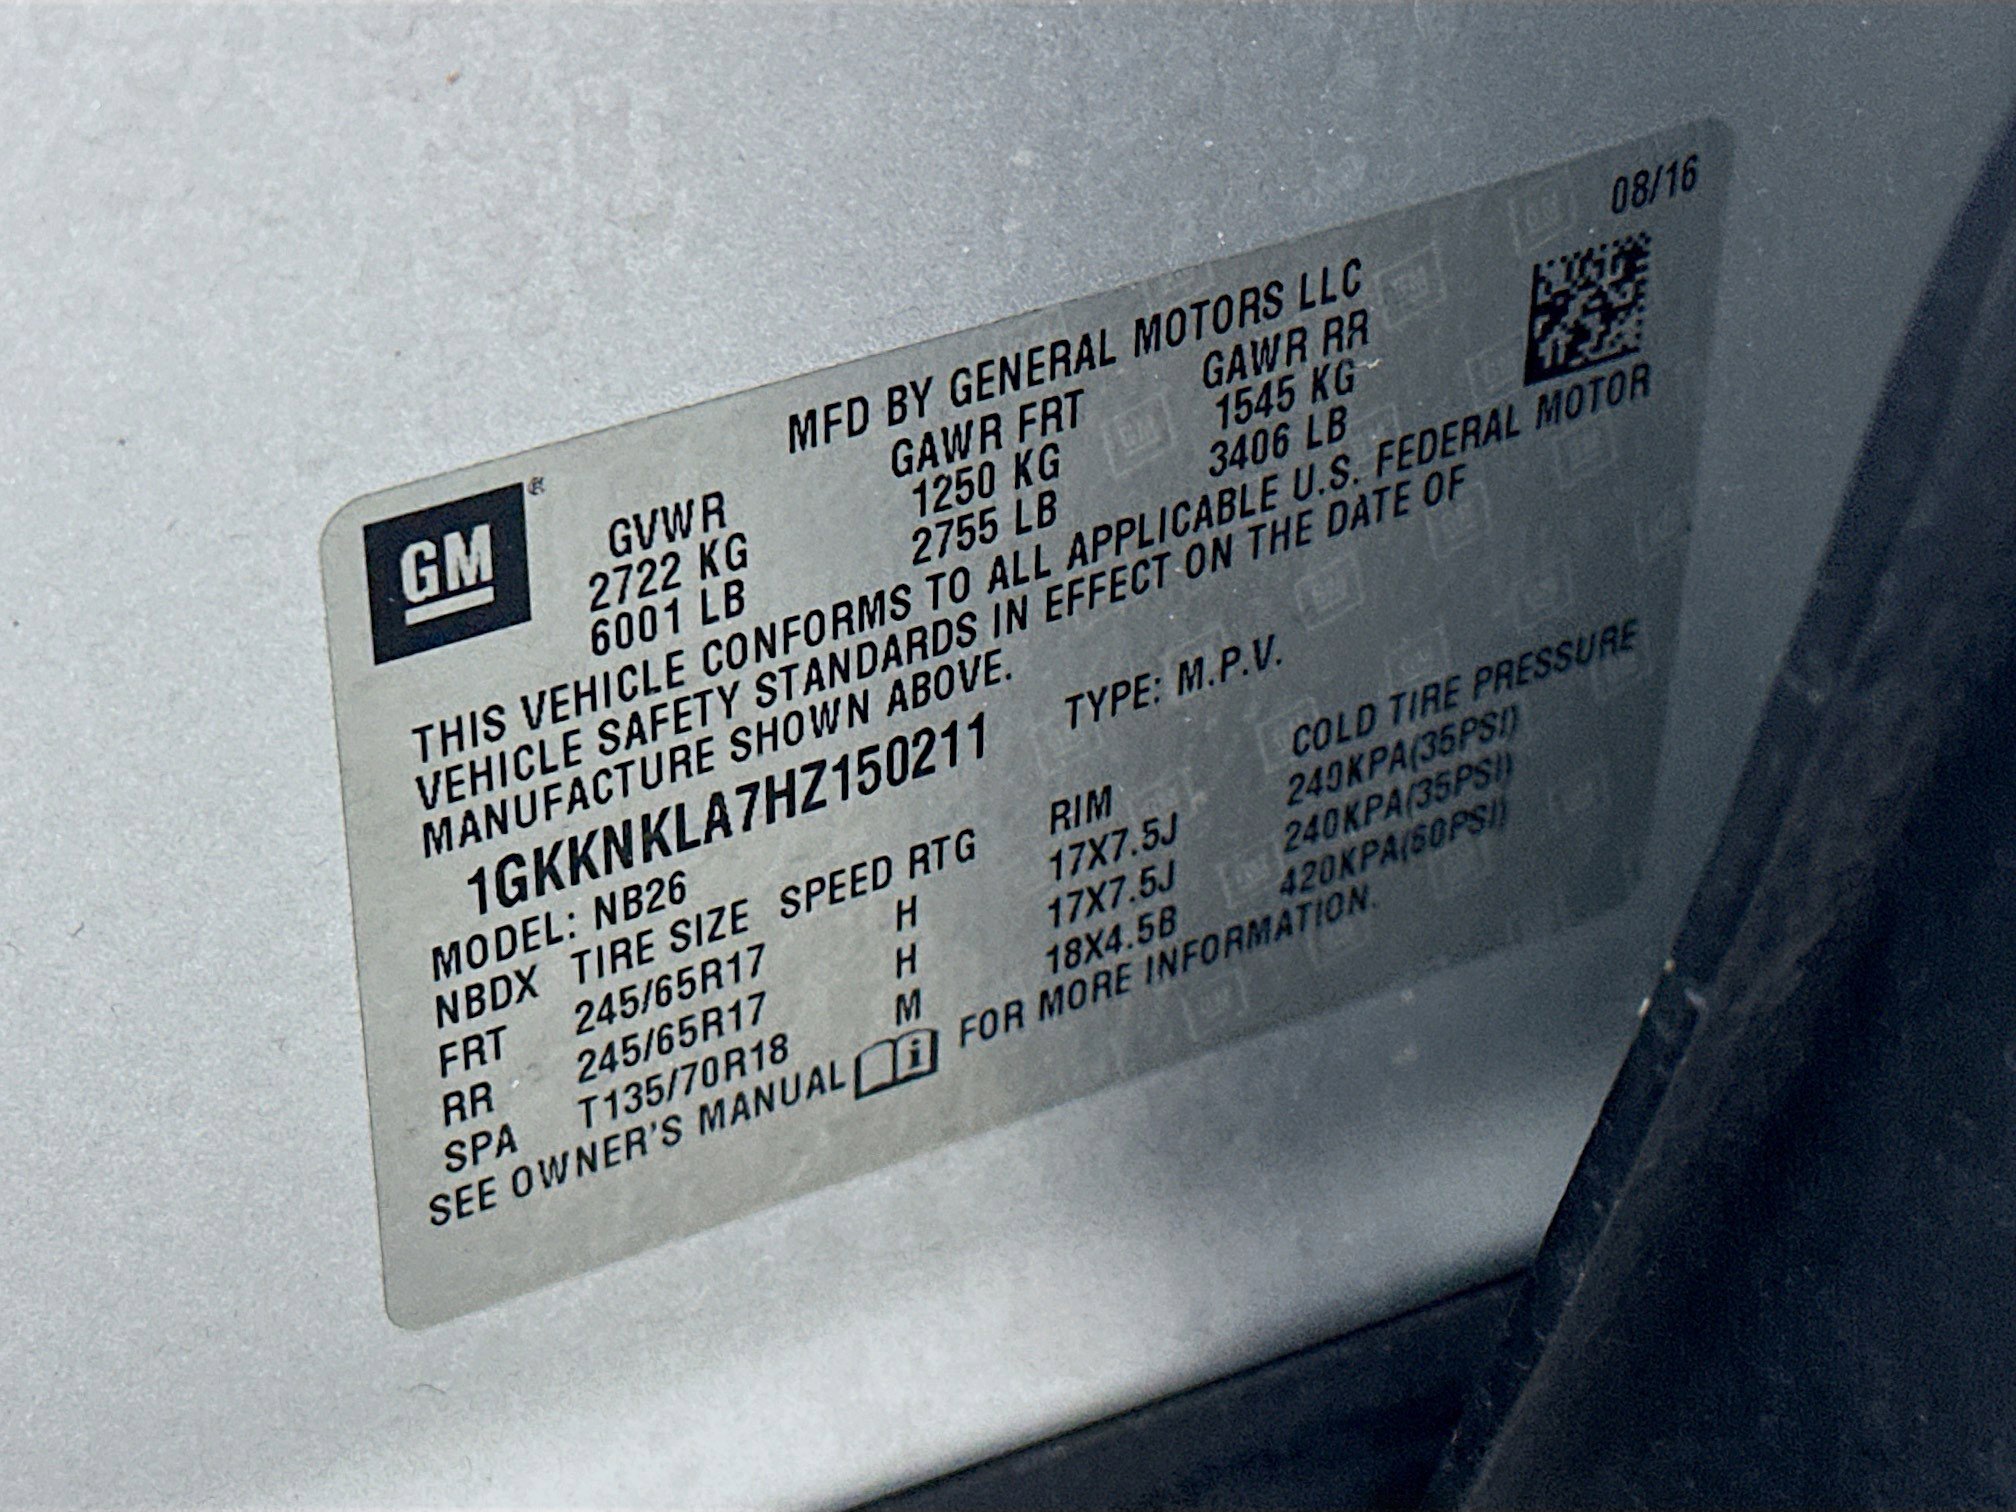 08/16
MFD BY GENERAL MOTORS LLC
GM
GVWR GAWR FRT GAWR RR
2722 KG 1250 KG 1545 KG
6001 LB 2755 LB 3406 LB
THIS VEHICLE CONFORMS TO ALL APPLICABLE U.S. FEDERAL MOTOR
VEHICLE SAFETY STANDARDS IN EFFECT ON THE DATE OF
MANUFACTURE SHOWN ABOVE.
1GKKNKLA7HZ150211 TYPE: M.P.V.
MODEL: NB26
NBDX TIRE SIZE SPEED RTG RIM COLD TIRE PRESSURE
FRT 245/65R17 H 17X7.5J 240KPA(35PSI)
RR 245/65R17 H 17X7.5J 240KPA(35PSI)
SPA T135/70R18 M 18X4.5B 420KPA(60PSI)
SEE OWNER'S MANUAL FOR MORE INFORMATION.